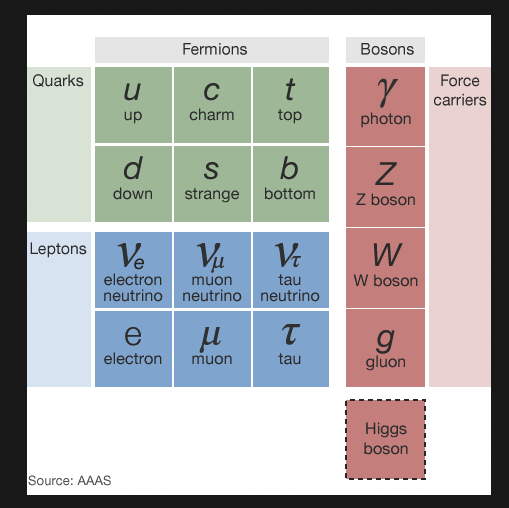 Fermions
Bosons
Quarks
u
up
c
charm
t
top
γ
photon
Force
carriers
d
down
s
strange
b
bottom
Z
Z boson
Leptons
νe
electron
neutrino
νμ
muon
neutrino
ντ
tau
neutrino
W
W boson
e
electron
μ
muon
τ
tau
g
gluon
Higgs
boson
Source: AAAS